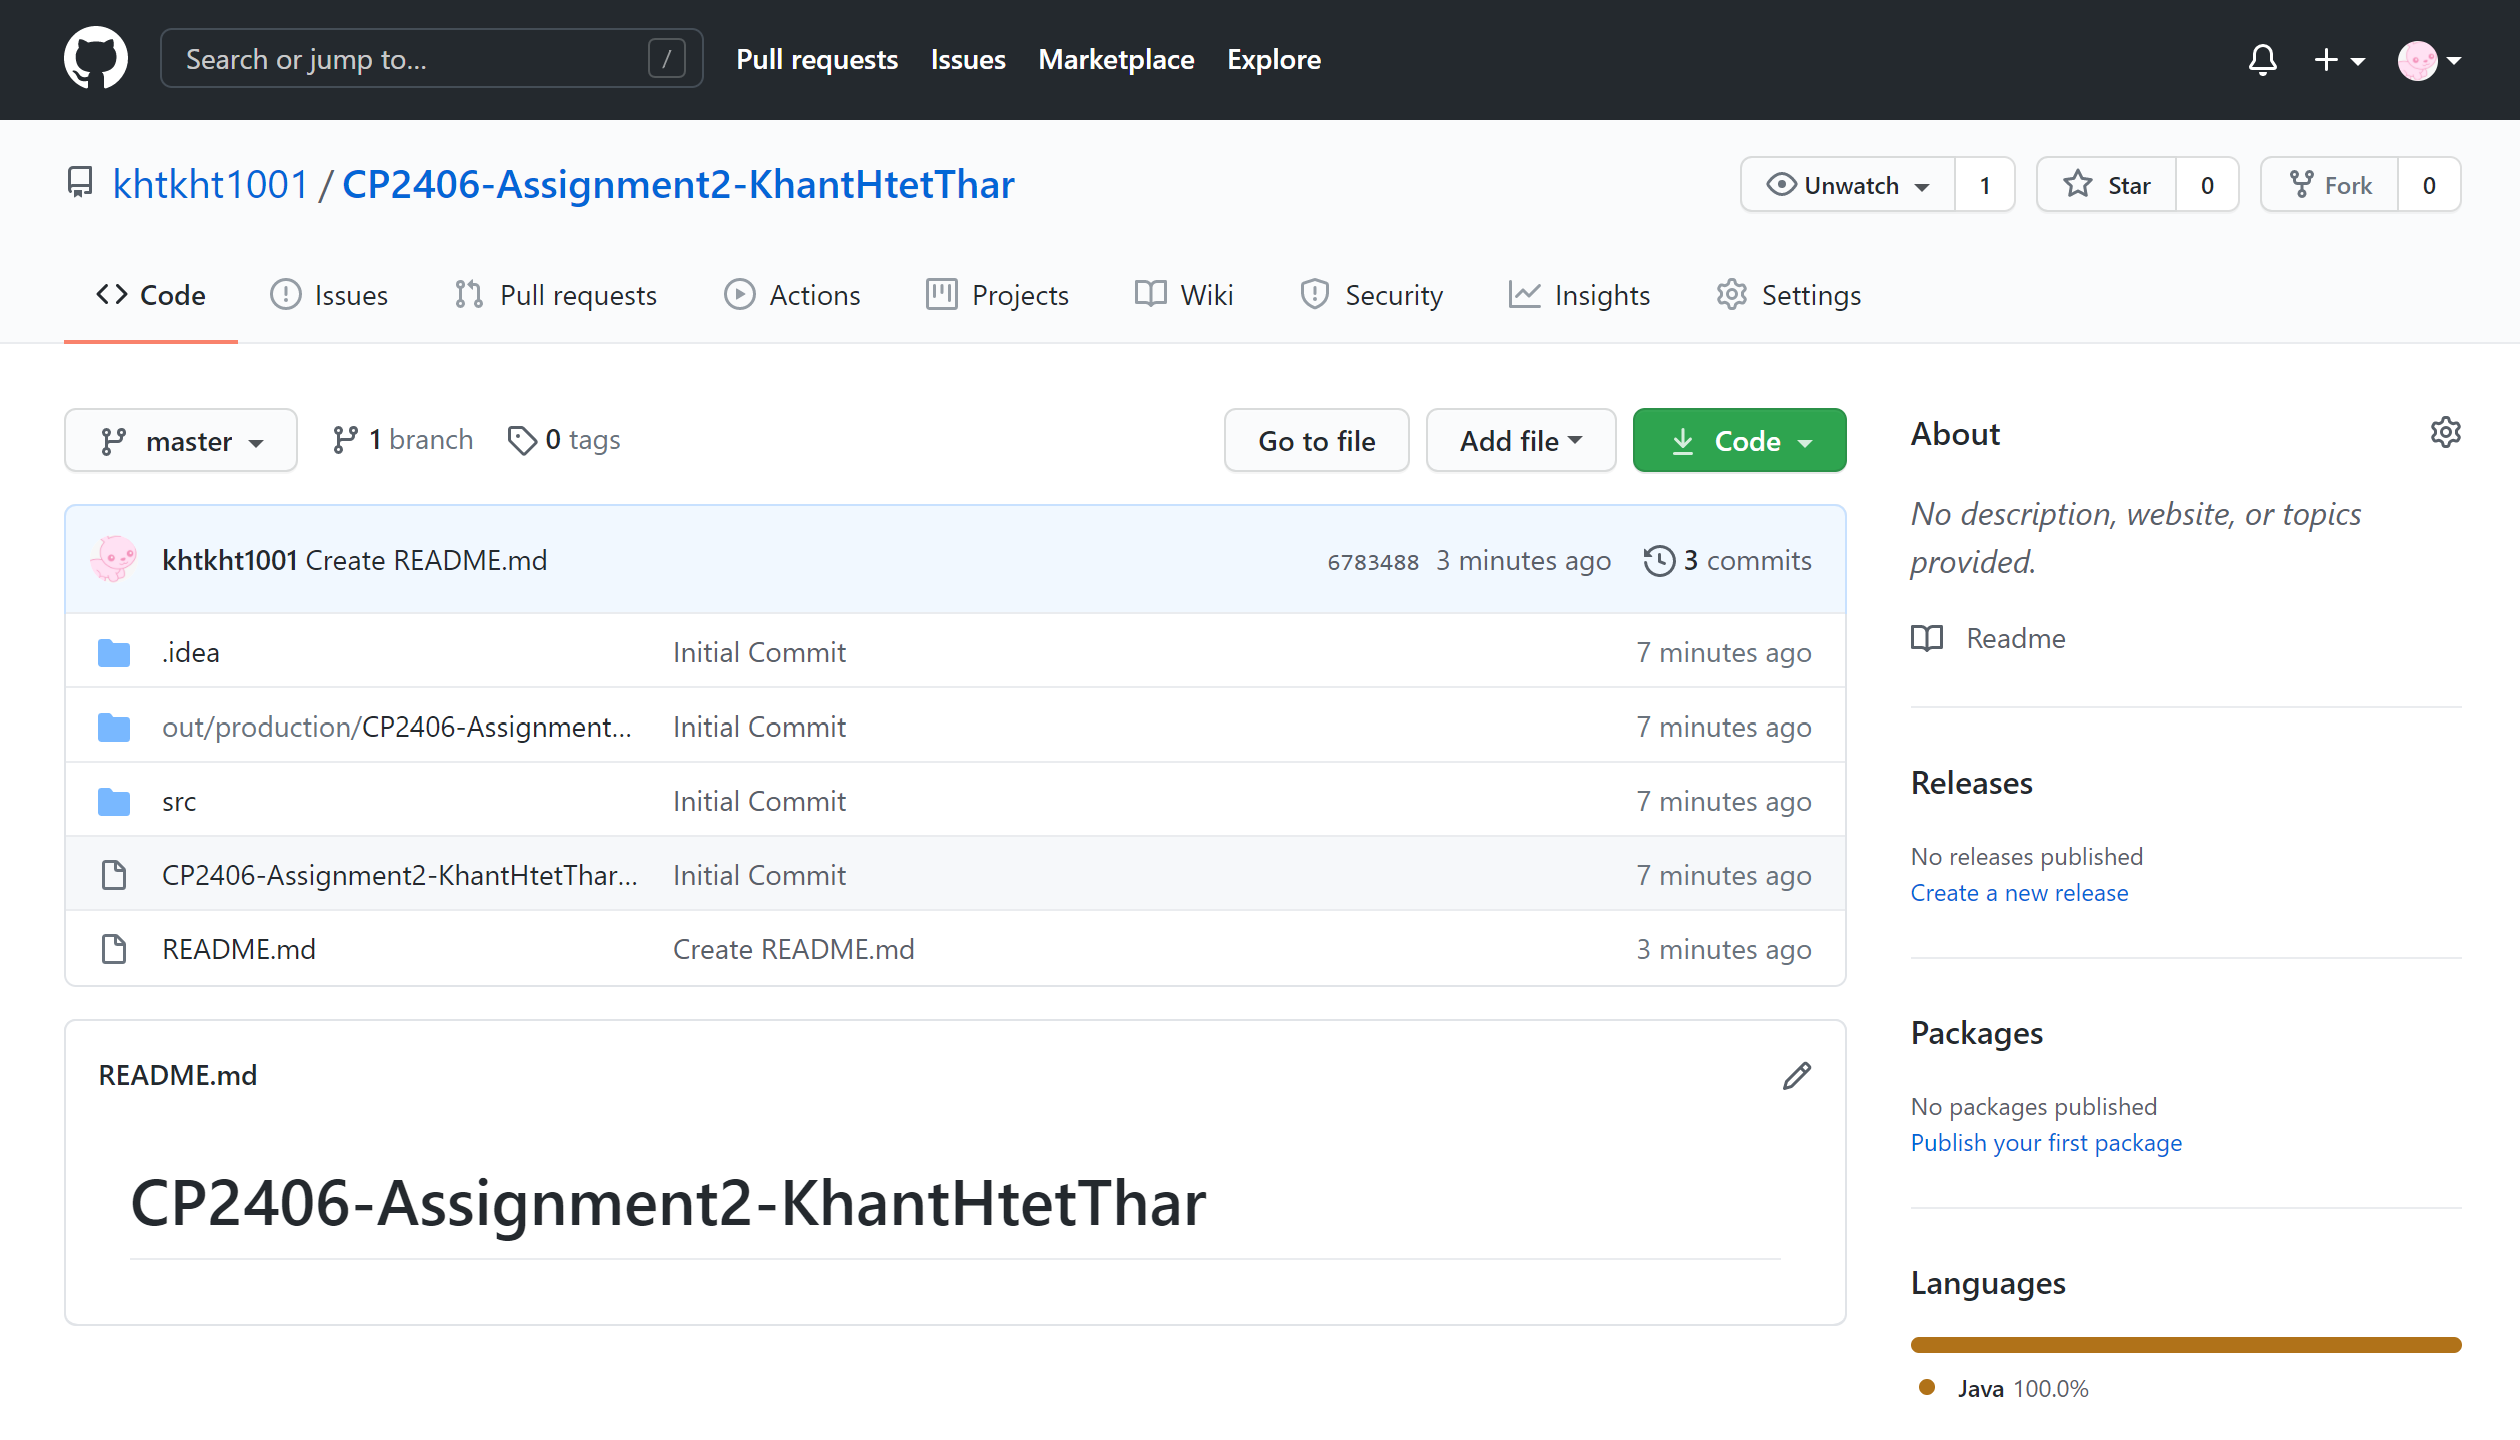 Search or jump to... /
Pull requests Issues Marketplace Explore
khtkht1001 / CP2406-Assignment2-KhantHtetThar
Unwatch 1 Star 0 Fork 0
Code Issues Pull requests Actions Projects Wiki Security Insights Settings
master 1 branch 0 tags
Go to file Add file Code
khtkht1001 Create README.md 6783488 3 minutes ago 3 commits
.idea Initial Commit 7 minutes ago
out/production/CP2406-Assignment... Initial Commit 7 minutes ago
src Initial Commit 7 minutes ago
CP2406-Assignment2-KhantHtetThar... Initial Commit 7 minutes ago
README.md Create README.md 3 minutes ago
README.md
CP2406-Assignment2-KhantHtetThar
About
No description, website, or topics
provided.
Readme
Releases
No releases published
Create a new release
Packages
No packages published
Publish your first package
Languages
Java 100.0%